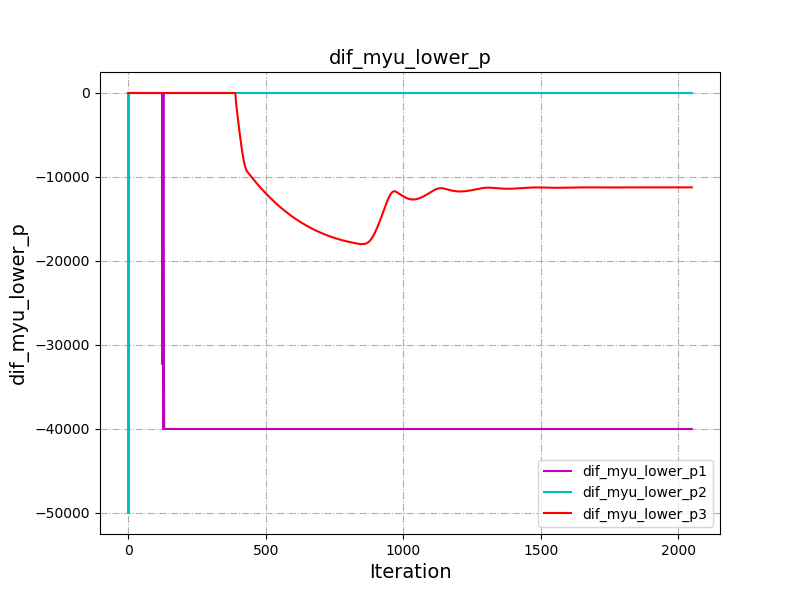 dif_myu_lower_p
dif_myu_lower_p
0
−10000
−20000
−30000
−40000
−50000
0
500
1000
1500
2000
Iteration
dif_myu_lower_p1
dif_myu_lower_p2
dif_myu_lower_p3